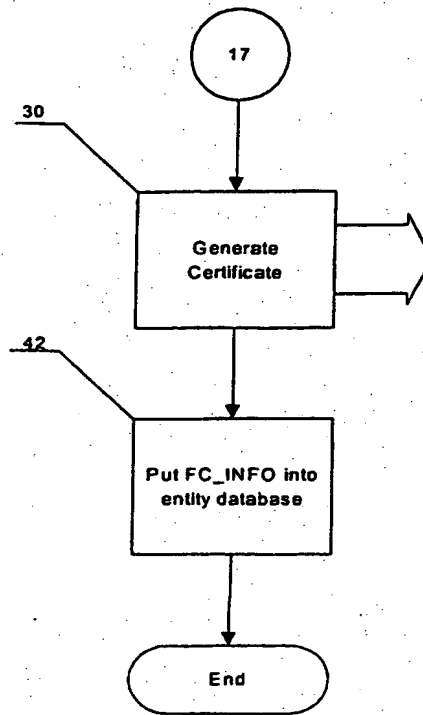 17
30
Generate
Certificate
42
Put FC_INFO into
entity database
End